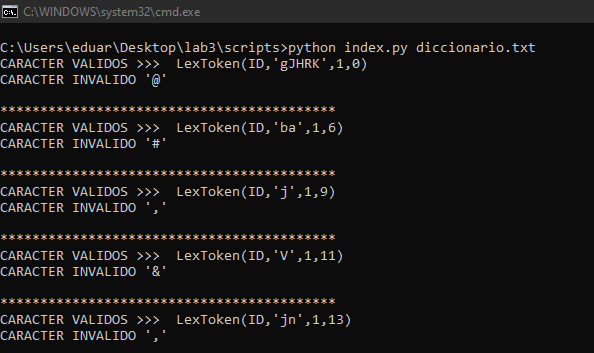 C:\WINDOWS\system32\cmd.exe
C:\Users\eduar\Desktop\lab3\scripts>python index.py diccionario.txt
CARACTER VALIDOS >>>  LexToken(ID,'gJHRK',1,0)
CARACTER INVALIDO '@'
******************************************
CARACTER VALIDOS >>>  LexToken(ID,'ba',1,6)
CARACTER INVALIDO '#'
******************************************
CARACTER VALIDOS >>>  LexToken(ID,'j',1,9)
CARACTER INVALIDO ','
******************************************
CARACTER VALIDOS >>>  LexToken(ID,'V',1,11)
CARACTER INVALIDO '&'
******************************************
CARACTER VALIDOS >>>  LexToken(ID,'jn',1,13)
CARACTER INVALIDO ','